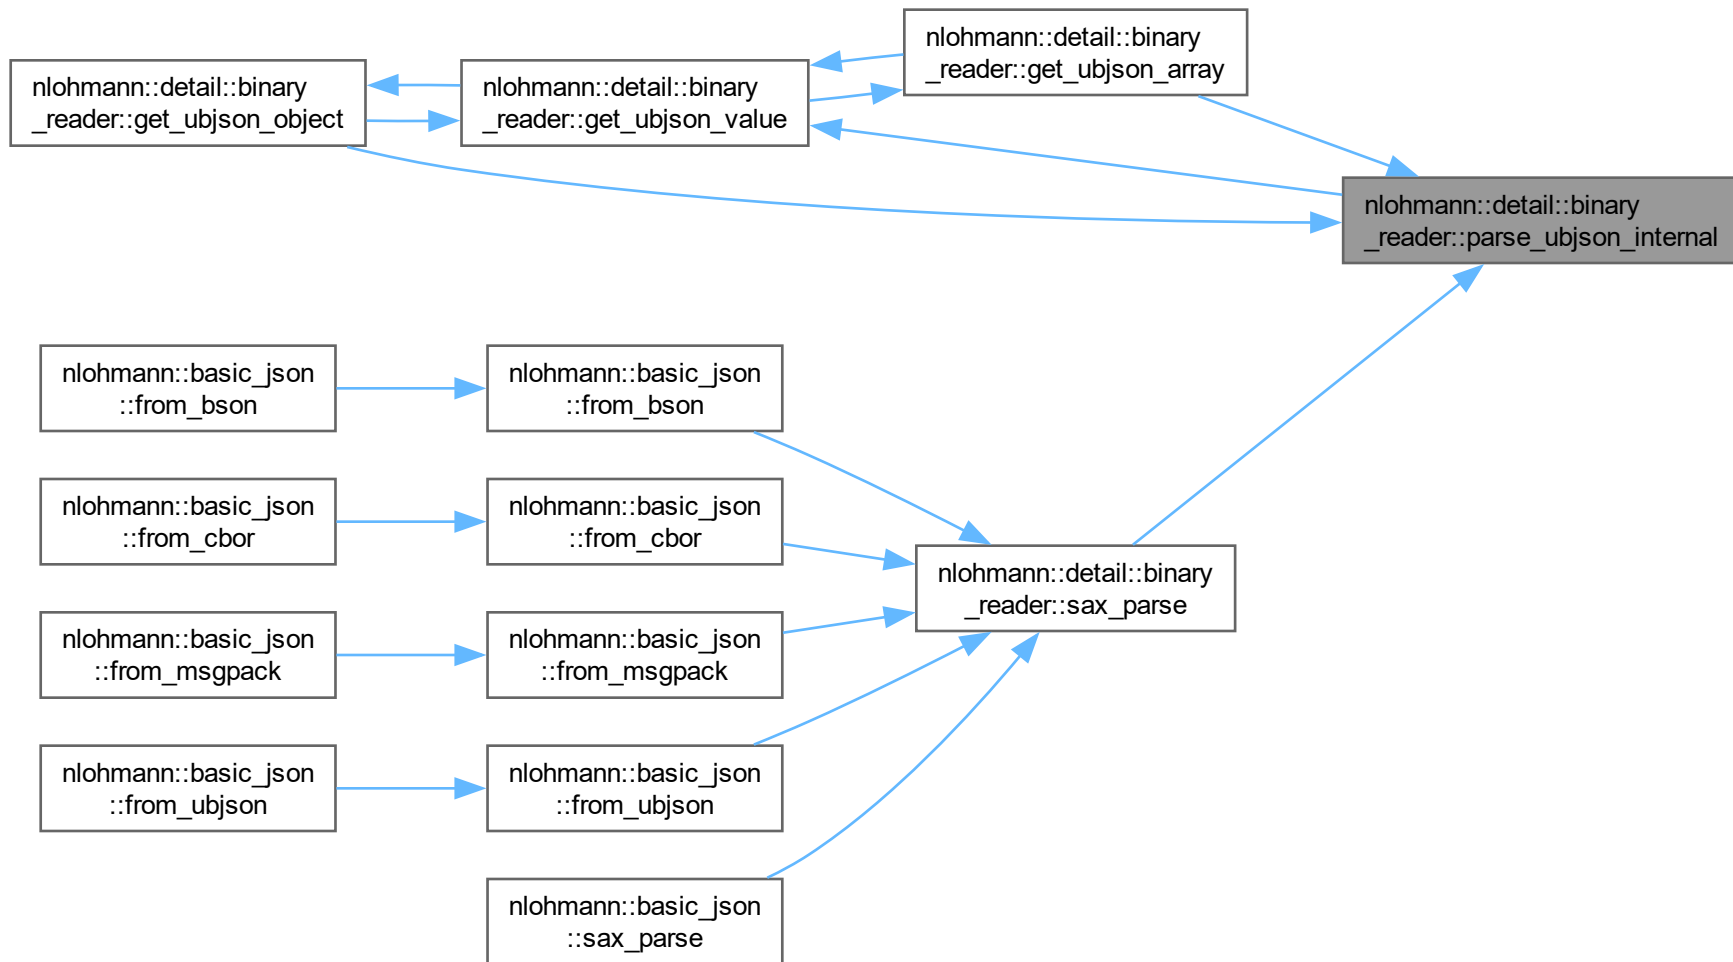 nlohmann::detail::binary
_reader::get_ubjson_array
nlohmann::detail::binary
_reader::get_ubjson_object
nlohmann::detail::binary
_reader::get_ubjson_value
nlohmann::detail::binary
_reader::parse_ubjson_internal
nlohmann::basic_json
::from_bson
nlohmann::basic_json
::from_bson
nlohmann::basic_json
::from_cbor
nlohmann::basic_json
::from_cbor
nlohmann::detail::binary
_reader::sax_parse
nlohmann::basic_json
::from_msgpack
nlohmann::basic_json
::from_msgpack
nlohmann::basic_json
::from_ubjson
nlohmann::basic_json
::from_ubjson
nlohmann::basic_json
::sax_parse